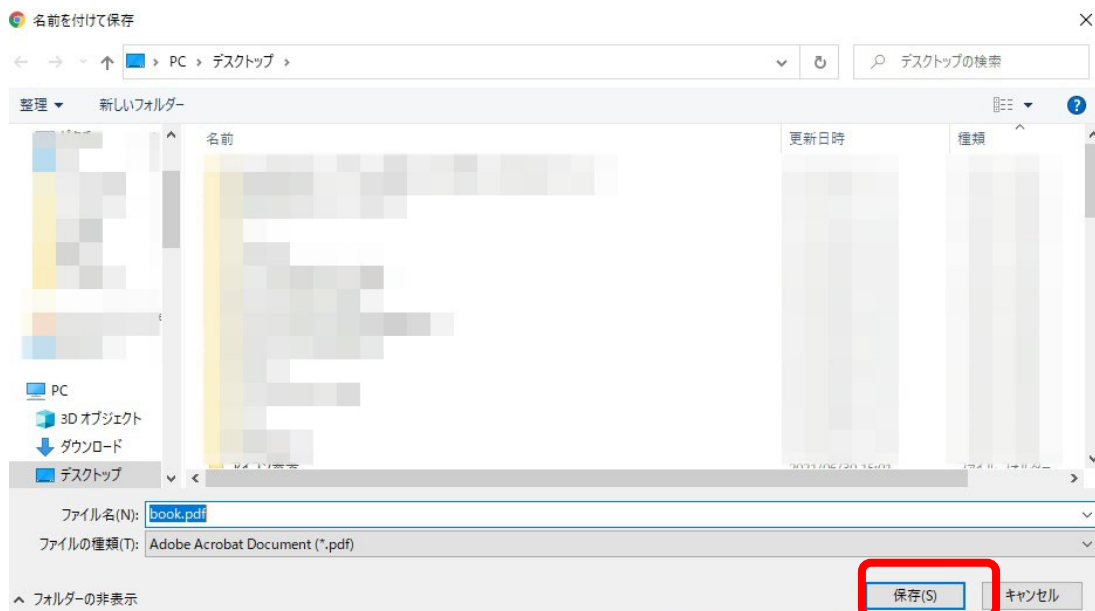 名前を付けて保存
PC › デスクトップ ›
デスクトップの検索
整理
新しいフォルダー
名前
更新日時
種類
PC
3D オブジェクト
ダウンロード
デスクトップ
ファイル名(N): book.pdf
ファイルの種類(T): Adobe Acrobat Document (*.pdf)
フォルダーの非表示
保存(S)
キャンセル